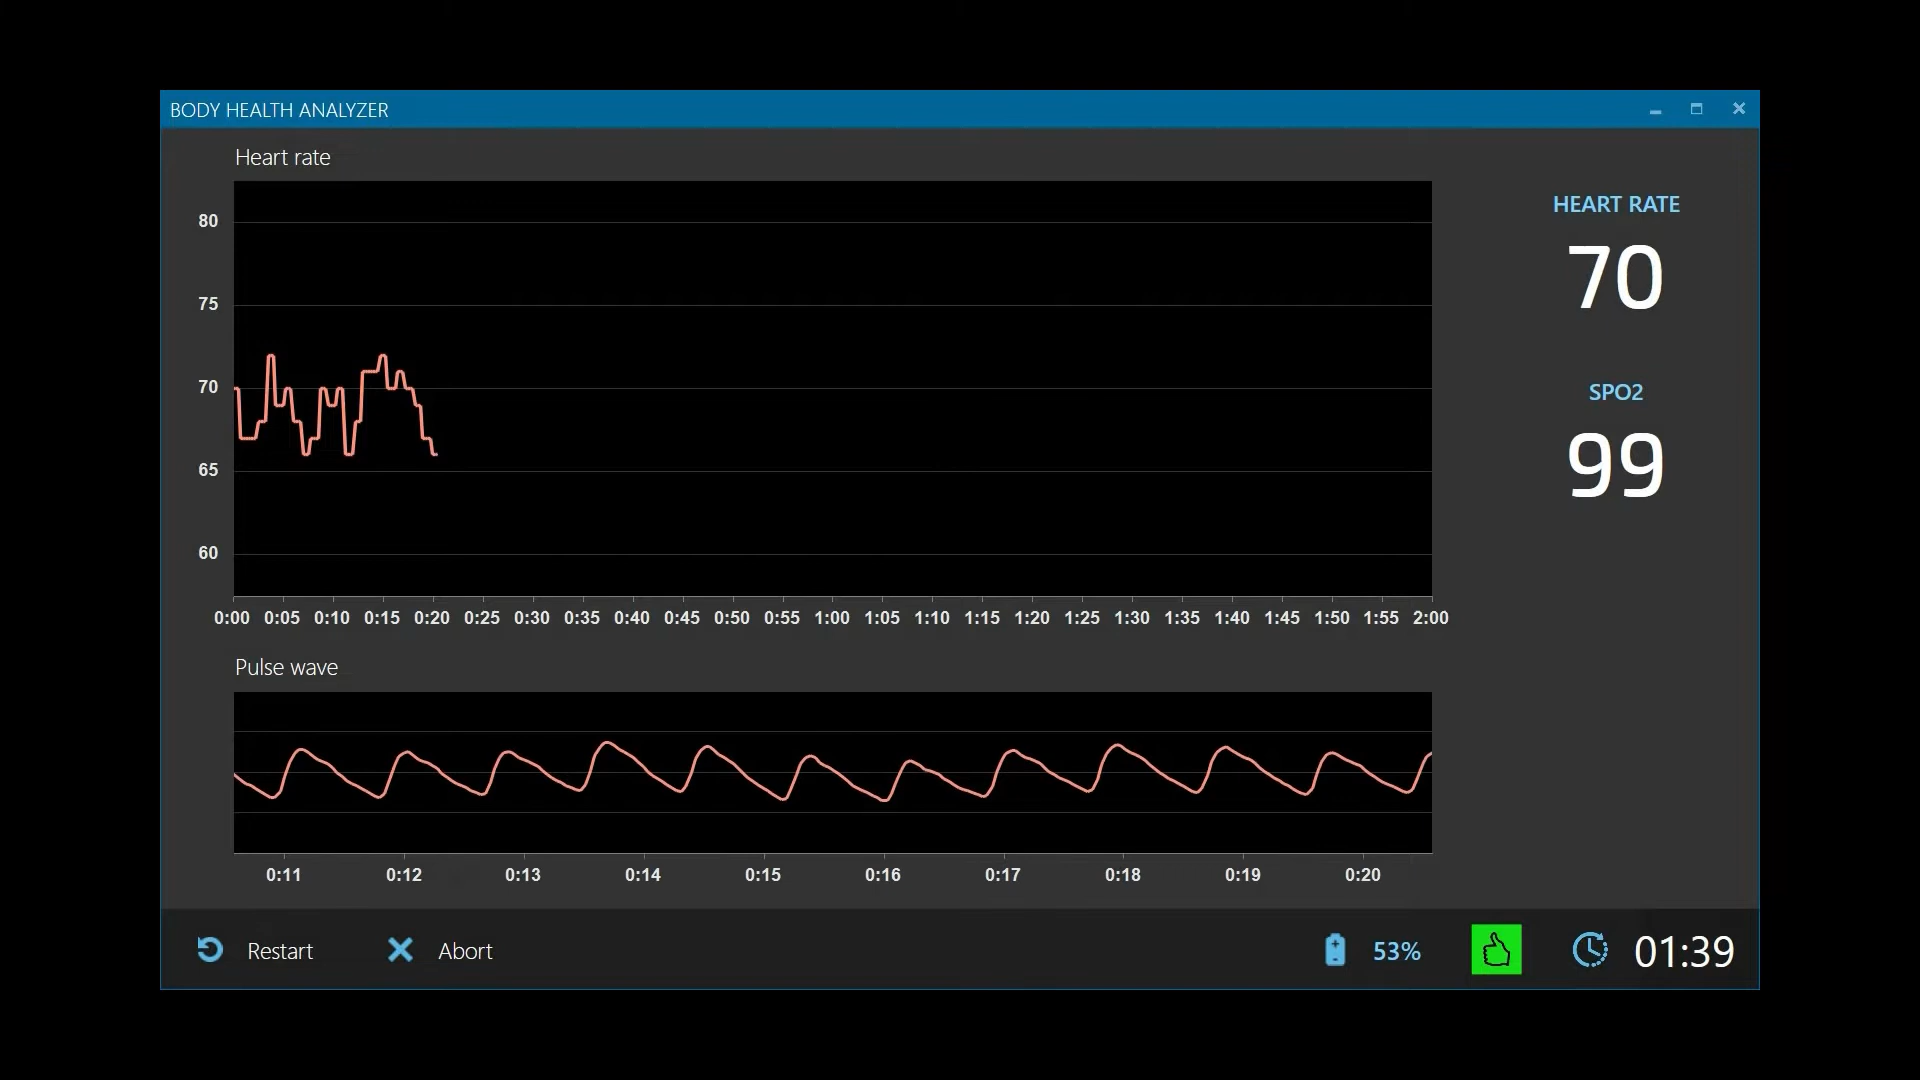 BODY HEALTH ANALYZER
Heart rate
80
75
70
65
60
0:00 0:05 0:10 0:15 0:20 0:25 0:30 0:35 0:40 0:45 0:50 0:55 1:00 1:05 1:10 1:15 1:20 1:25 1:30 1:35 1:40 1:45 1:50 1:55 2:00
HEART RATE
70
SPO2
99
Pulse wave
0:11 0:12 0:13 0:14 0:15 0:16 0:17 0:18 0:19 0:20
Restart Abort 53% 01:39